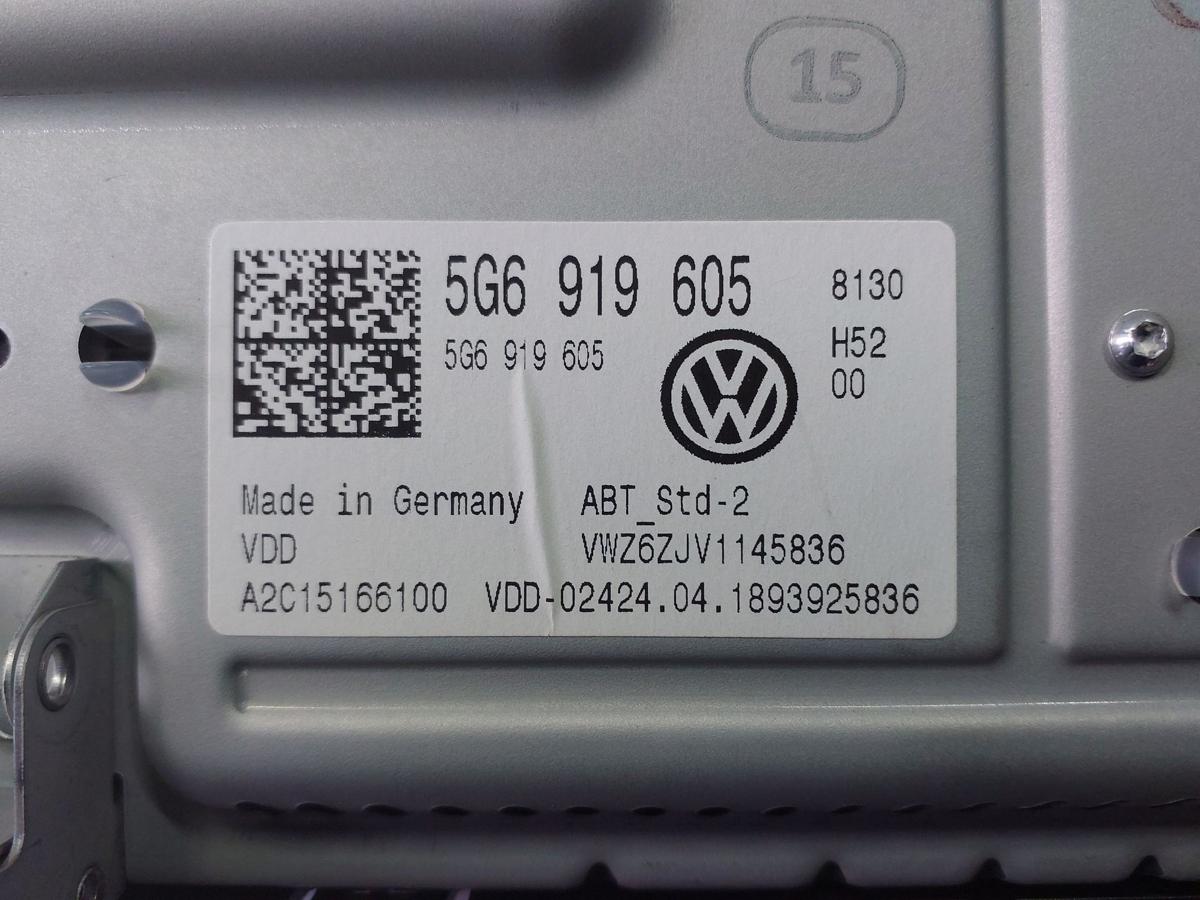 15
5G6 919 605
8130
5G6 919 605
H52
00
Made in Germany
ABT_Std-2
VDD
VWZ6ZJV1145836
A2C15166100
VDD-02424.04.1893925836